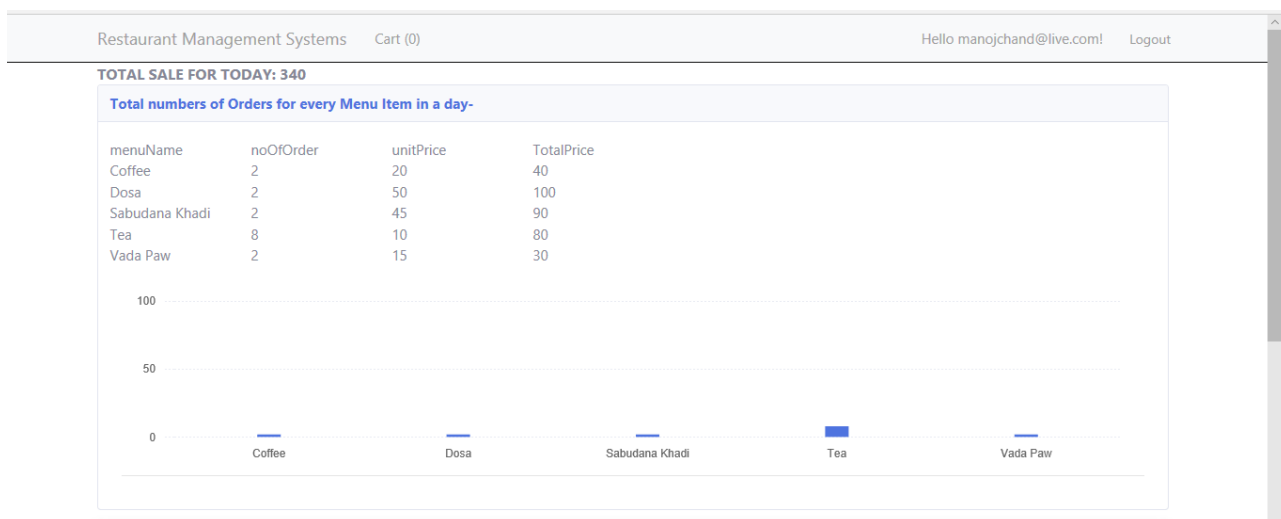 Restaurant Management Systems Cart (0) Hello manojchand@live.com! Logout
TOTAL SALE FOR TODAY: 340
Total numbers of Orders for every Menu Item in a day-
menuName noOfOrder unitPrice TotalPrice
Coffee 2 20 40
Dosa 2 50 100
Sabudana Khadi 2 45 90
Tea 8 10 80
Vada Paw 2 15 30
100
50
0
Coffee Dosa Sabudana Khadi Tea Vada Paw